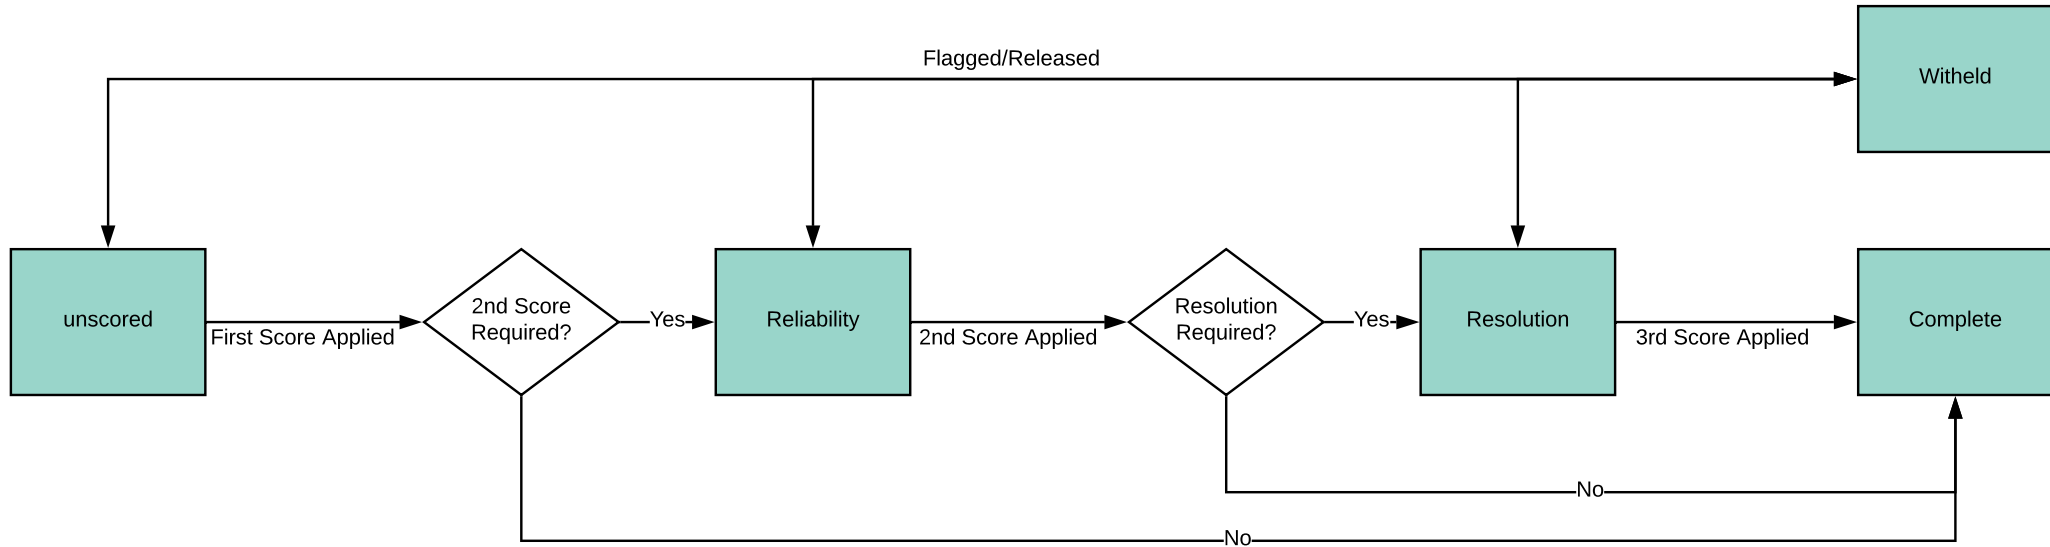 Flagged/Released
Witheld
unscored
First Score Applied
2nd Score
Required?
Yes
Reliability
2nd Score Applied
Resolution
Required?
Yes
Resolution
3rd Score Applied
Complete
No
No